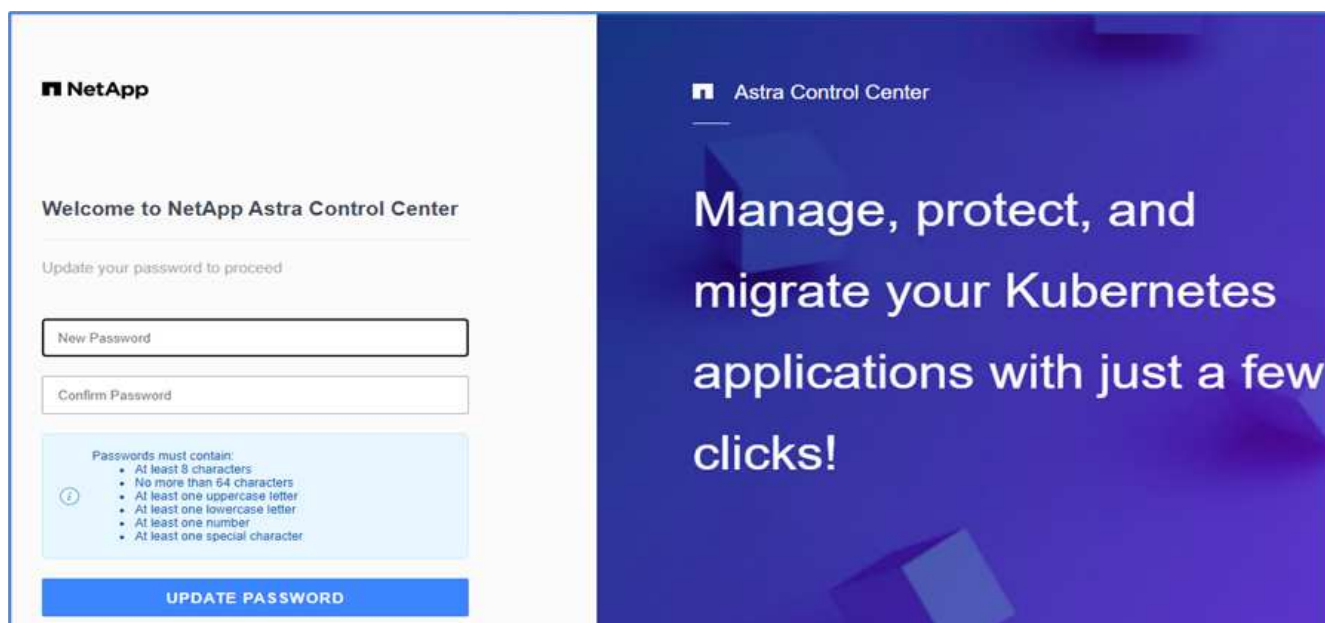 NetApp
Welcome to NetApp Astra Control Center
Update your password to proceed
New Password
Confirm Password
Passwords must contain:
At least 8 characters
No more than 64 characters
At least one uppercase letter
At least one lowercase letter
At least one number
At least one special character
UPDATE PASSWORD
Astra Control Center
Manage, protect, and
migrate your Kubernetes
applications with just a few
clicks!